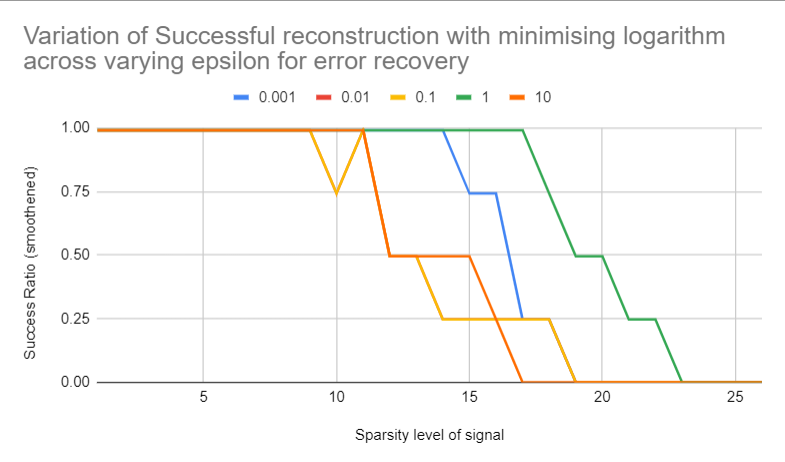 Variation of Successful reconstruction with minimising logarithm
across varying epsilon for error recovery
0.001 0.01 0.1 1 10
Success Ratio (smoothened)
1.00
0.75
0.50
0.25
0.00
5 10 15 20 25
Sparsity level of signal